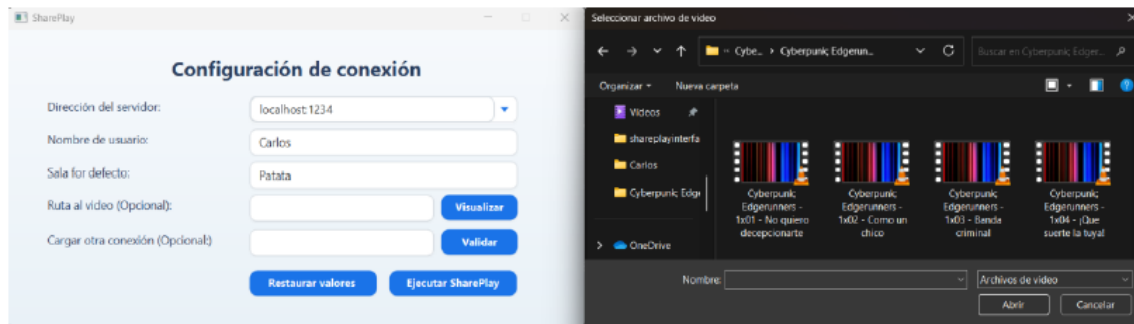 SharePlay
Configuración de conexión
Dirección del servidor:
localhost:1234
Nombre de usuario:
Carlos
Sala for defecto:
Patata
Ruta al video (Opcional):
Visualizar
Cargar otra conexión (Opcional:)
Validar
Restaurar valores
Ejecutar SharePlay
Seleccionar archivo de video
Cybe... › Cyberpunk; Edgerun...
Buscar en Cyberpunk; Edger...
Organizar
Nueva carpeta
Vídeos
shareplayinterfa
Carlos
Cyberpunk; Edge
OneDrive
Cyberpunk;
Edgerunners -
1x01 - No quiero
decepcionarte
Cyberpunk;
Edgerunners -
1x02 - Como un
chico
Cyberpunk;
Edgerunners -
1x03 - Banda
criminal
Cyberpunk;
Edgerunners -
1x04 - ¡Que
suerte la tuya!
Nombre:
Archivos de video
Abrir
Cancelar